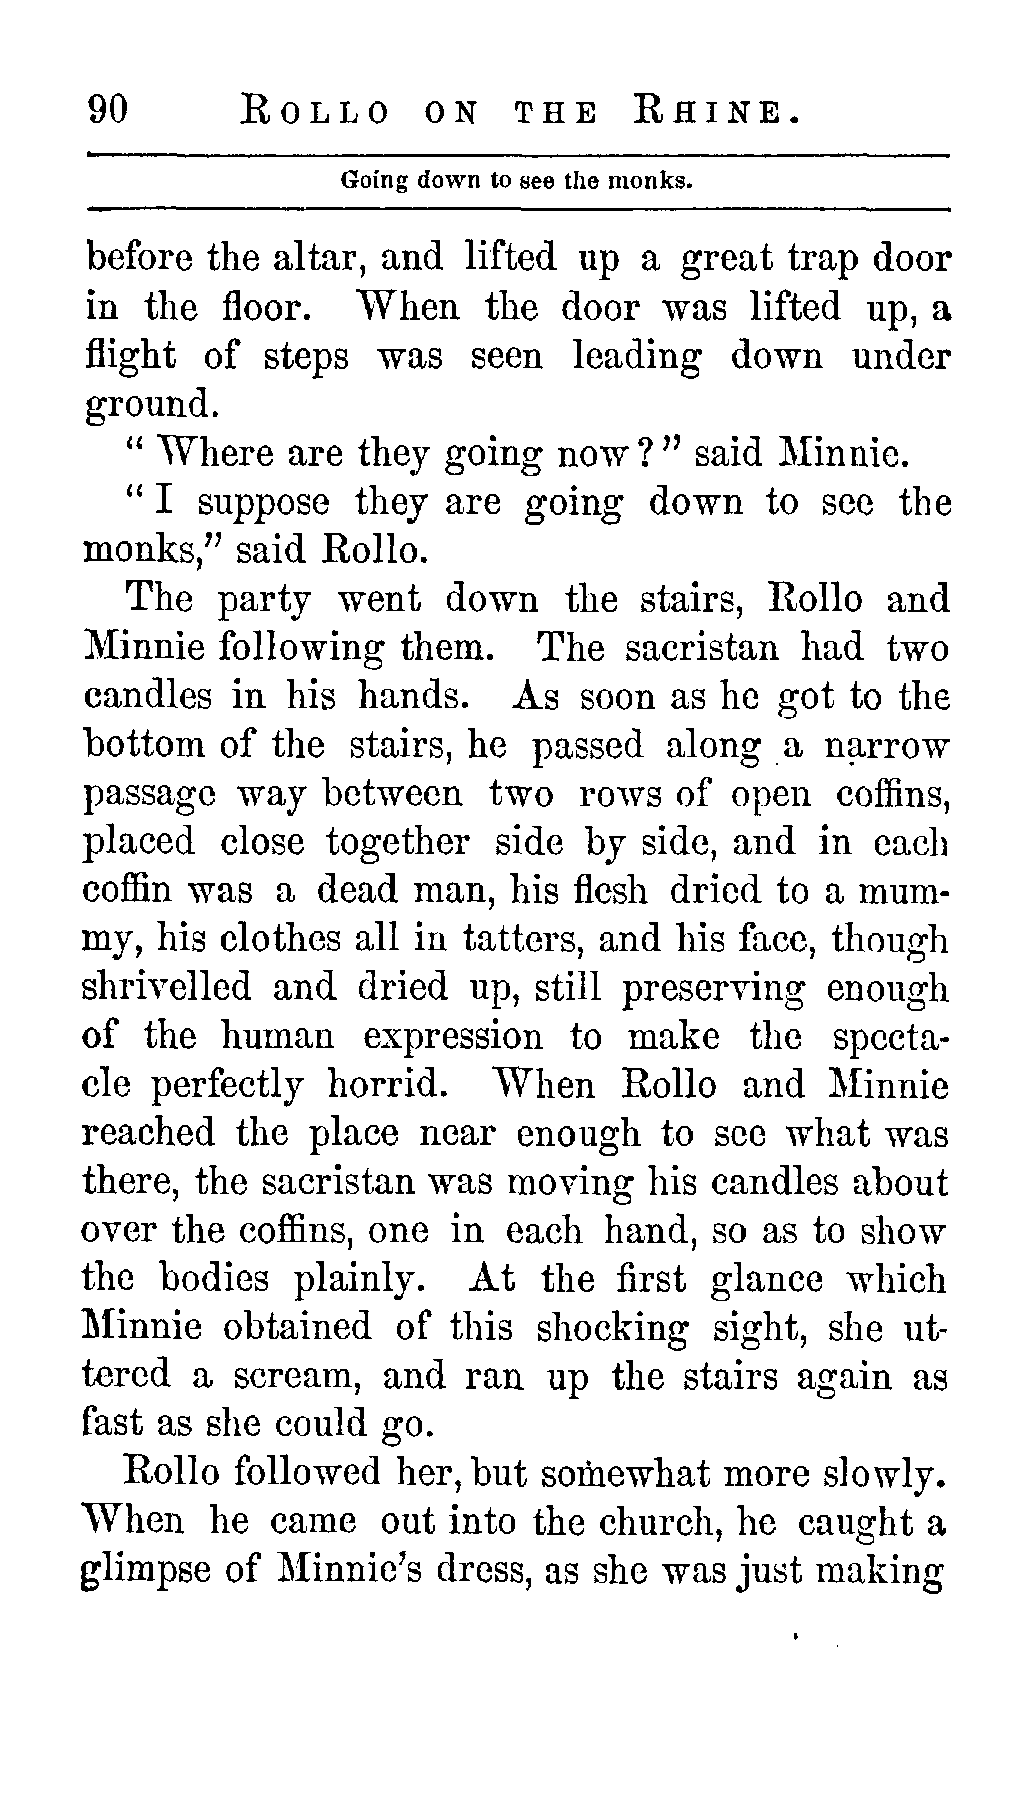 90 ROLLO ON THE RHINE.
Going down to see the monks.
before the altar, and lifted up a great trap door
in the floor. When the door was lifted up, a
flight of steps was seen leading down under
ground.
" Where are they going now ? " said Minnie.
" I suppose they are going down to see the
monks," said Rollo.
The party went down the stairs, Rollo and
Minnie following them. The sacristan had two
candles in his hands. As soon as he got to the
bottom of the stairs, he passed along a narrow
passage way between two rows of open coffins,
placed close together side by side, and in each
coffin was a dead man, his flesh dried to a mum-
my, his clothes all in tatters, and his face, though
shrivelled and dried up, still preserving enough
of the human expression to make the specta-
cle perfectly horrid. When Rollo and Minnie
reached the place near enough to see what was
there, the sacristan was moving his candles about
over the coffins, one in each hand, so as to show
the bodies plainly. At the first glance which
Minnie obtained of this shocking sight, she ut-
tered a scream, and ran up the stairs again as
fast as she could go.
Rollo followed her, but somewhat more slowly.
When he came out into the church, he caught a
glimpse of Minnie's dress, as she was just making